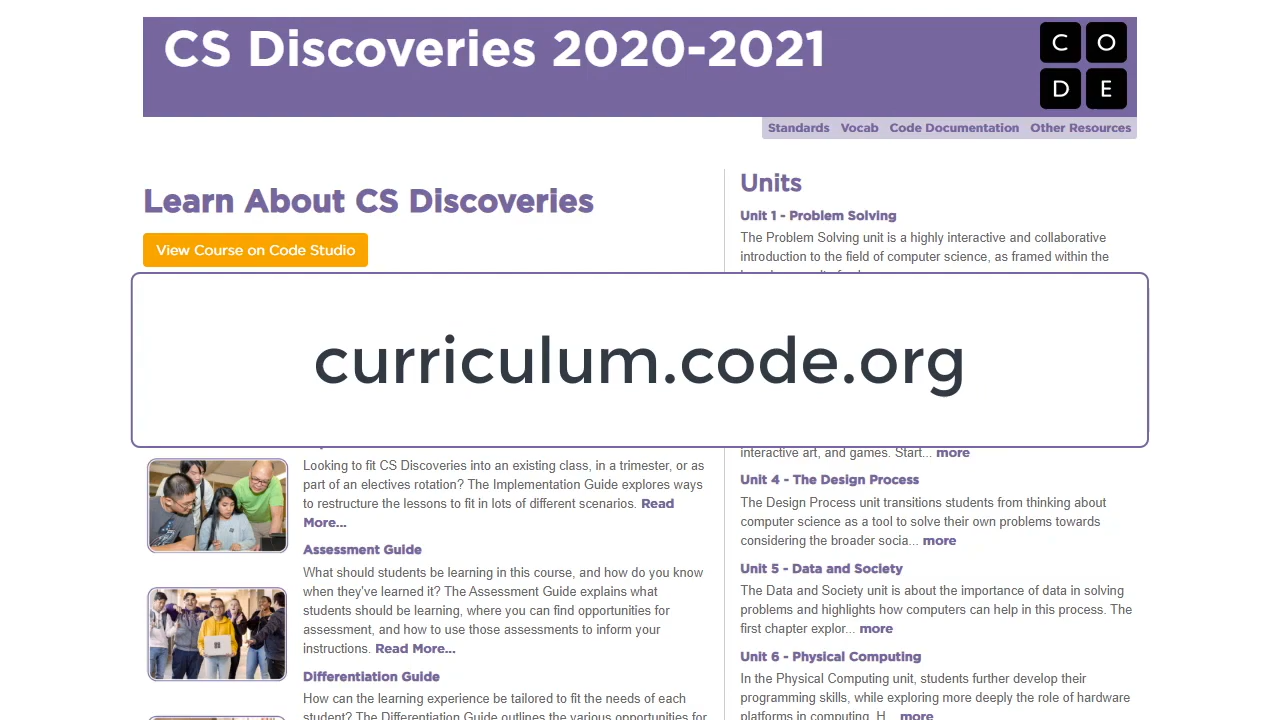 CS Discoveries 2020-2021
C O
D E
Standards Vocab Code Documentation Other Resources
Learn About CS Discoveries
View Course on Code Studio
Units
Unit 1 - Problem Solving
The Problem Solving unit is a highly interactive and collaborative
introduction to the field of computer science, as framed within the
curriculum.code.org
Looking to fit CS Discoveries into an existing class, in a trimester, or as
part of an electives rotation? The Implementation Guide explores ways
to restructure the lessons to fit in lots of different scenarios. Read
More...
Assessment Guide
What should students be learning in this course, and how do you know
when they've learned it? The Assessment Guide explains what
students should be learning, where you can find opportunities for
assessment, and how to use those assessments to inform your
instructions. Read More...
Differentiation Guide
How can the learning experience be tailored to fit the needs of each
student? The Differentiation Guide outlines the various opportunities for
interactive art, and games. Start... more
Unit 4 - The Design Process
The Design Process unit transitions students from thinking about
computer science as a tool to solve their own problems towards
considering the broader socia... more
Unit 5 - Data and Society
The Data and Society unit is about the importance of data in solving
problems and highlights how computers can help in this process. The
first chapter explor... more
Unit 6 - Physical Computing
In the Physical Computing unit, students further develop their
programming skills, while exploring more deeply the role of hardware
platforms in computing. H... more